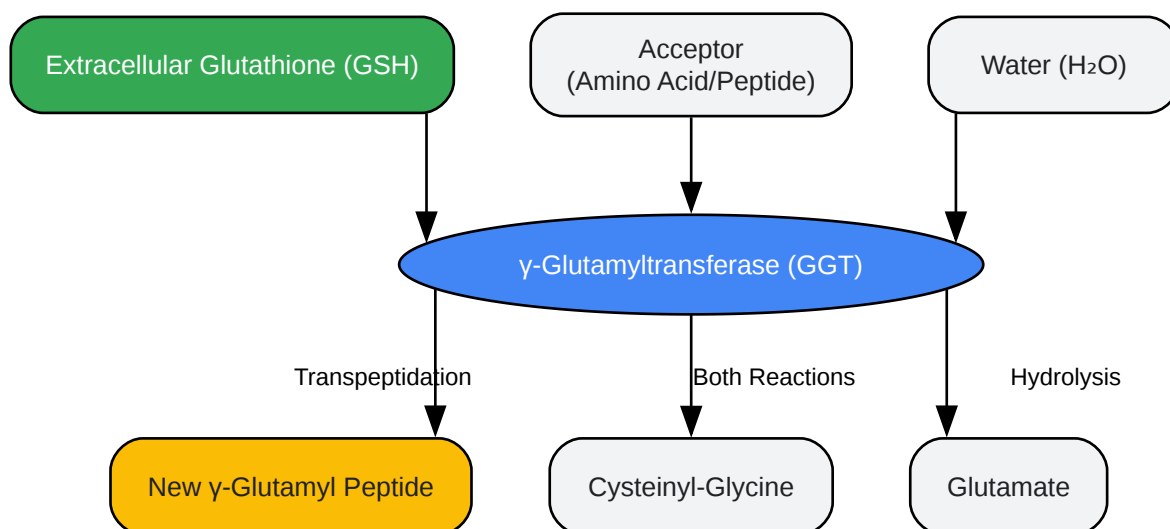 Extracellular Glutathione (GSH)
Acceptor
(Amino Acid/Peptide)
Water (H₂O)
γ-Glutamyltransferase (GGT)
Transpeptidation
Both Reactions
Hydrolysis
New γ-Glutamyl Peptide
Cysteinyl-Glycine
Glutamate